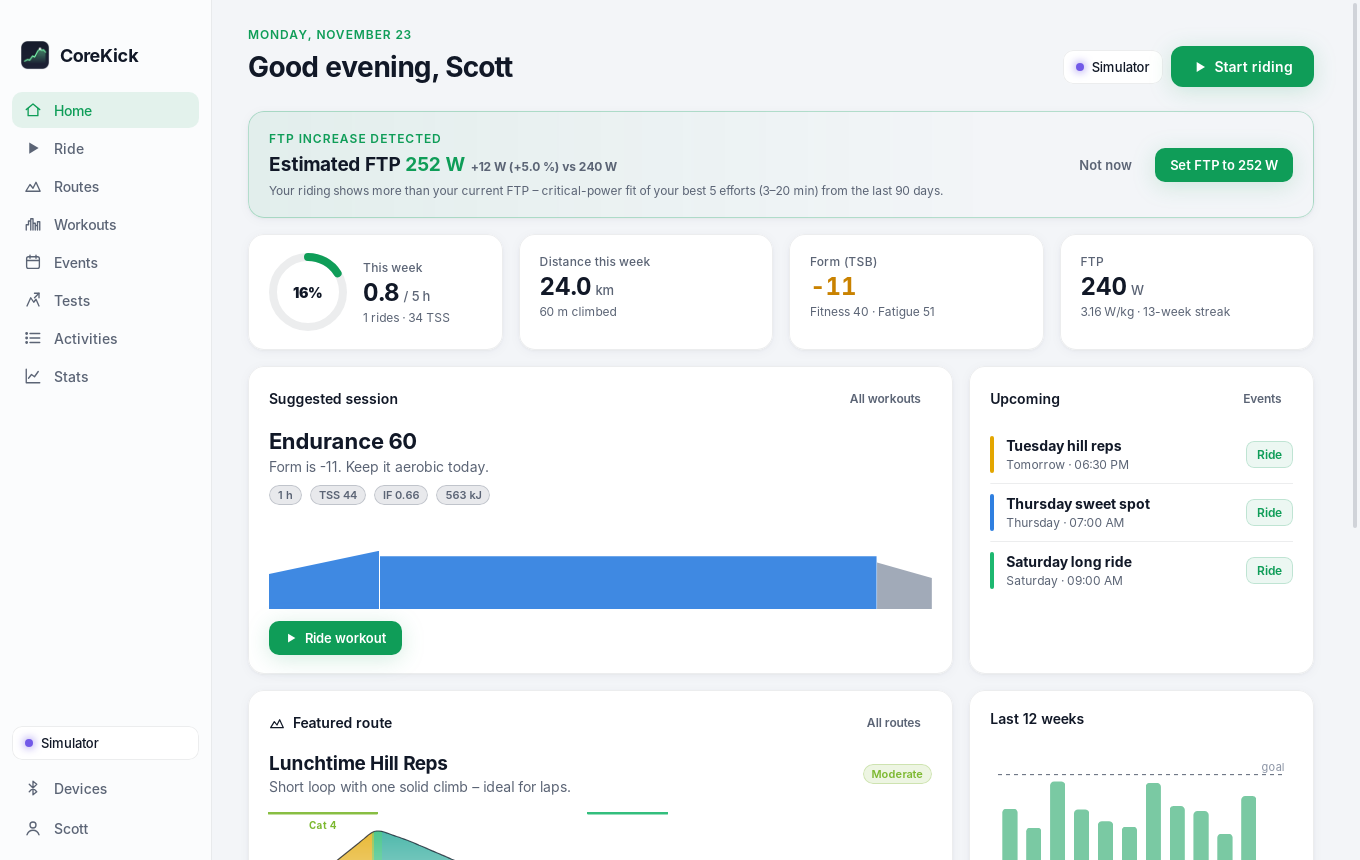 CoreKick
Home
Ride
Routes
Workouts
Events
Tests
Activities
Stats
Simulator
Devices
Scott
MONDAY, NOVEMBER 23
Good evening, Scott
Simulator
Start riding
FTP INCREASE DETECTED
Estimated FTP 252 W +12 W (+5.0 %) vs 240 W
Your riding shows more than your current FTP – critical-power fit of your best 5 efforts (3–20 min) from the last 90 days.
Not now
Set FTP to 252 W
16%
This week
0.8 / 5 h
1 rides · 34 TSS
Distance this week
24.0 km
60 m climbed
Form (TSB)
-11
Fitness 40 · Fatigue 51
FTP
240 W
3.16 W/kg · 13-week streak
Suggested session
All workouts
Endurance 60
Form is -11. Keep it aerobic today.
1 h
TSS 44
IF 0.66
563 kJ
Ride workout
Upcoming
Events
Tuesday hill reps
Tomorrow · 06:30 PM
Ride
Thursday sweet spot
Thursday · 07:00 AM
Ride
Saturday long ride
Saturday · 09:00 AM
Ride
Featured route
All routes
Lunchtime Hill Reps
Short loop with one solid climb – ideal for laps.
Moderate
Cat 4
Last 12 weeks
goal